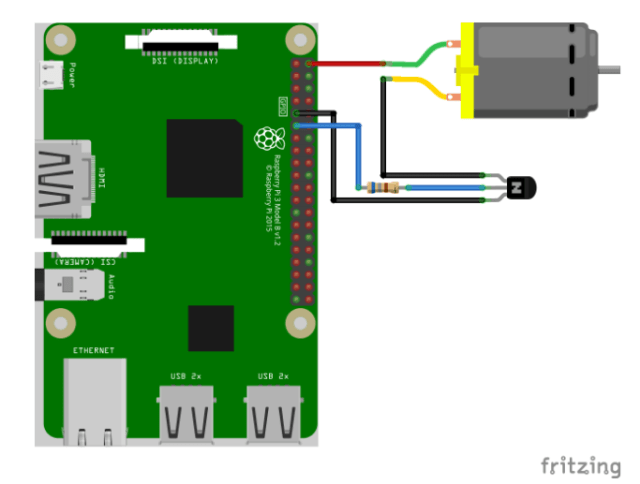 DSI (DISPLAY)
Power
GPIO
HDMI
Raspberry Pi 3 Model B v1.2
© Raspberry Pi 2015
CSI (CAMERA)
Audio
ETHERNET
USB 2x
USB 2x
N
fritzing